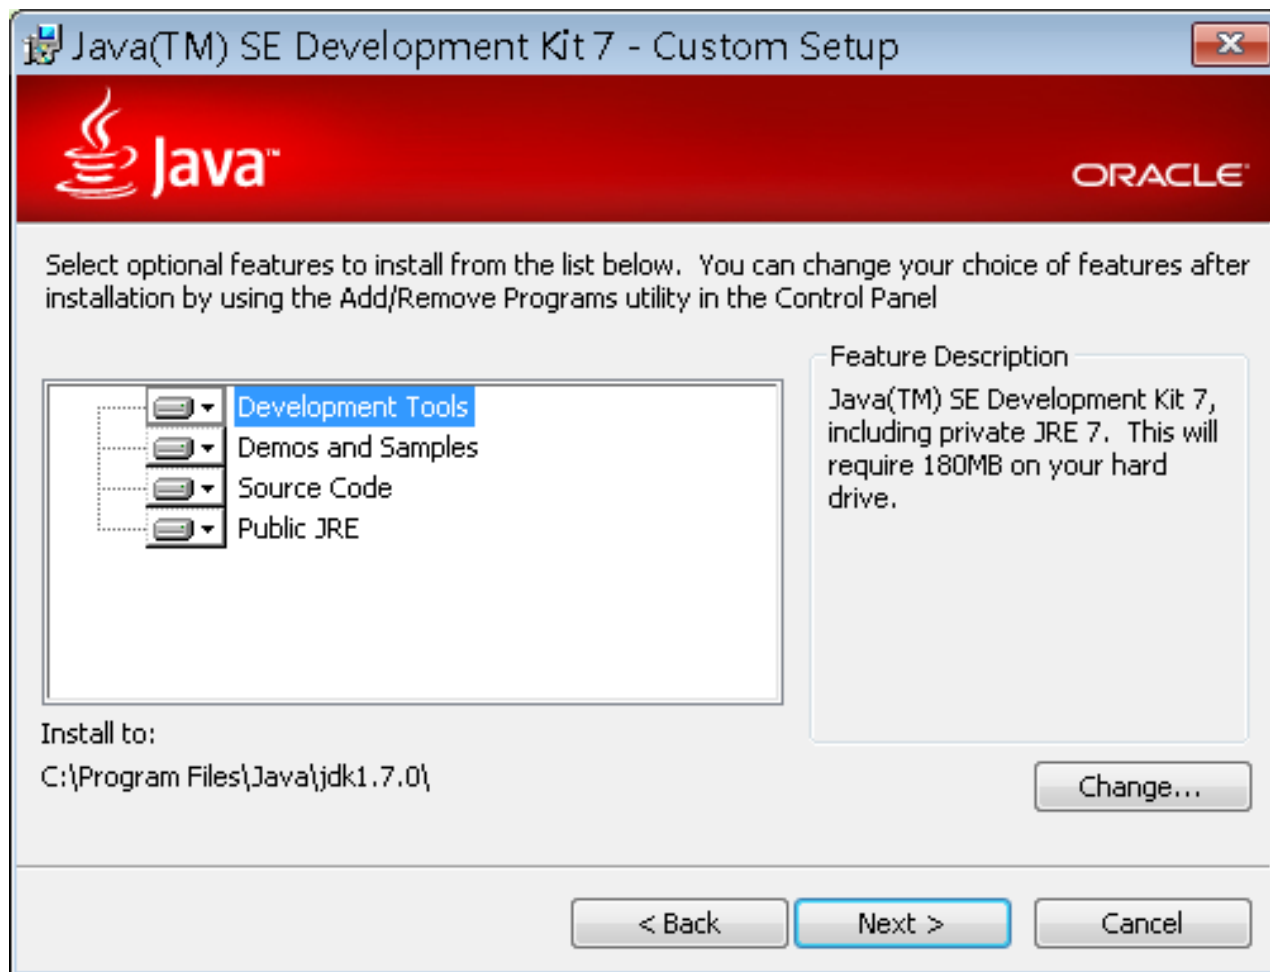 Java(TM) SE Development Kit 7 - Custom Setup
Java™
ORACLE
Select optional features to install from the list below.  You can change your choice of features after
installation by using the Add/Remove Programs utility in the Control Panel
Development Tools
Demos and Samples
Source Code
Public JRE
Feature Description
Java(TM) SE Development Kit 7,
including private JRE 7.  This will
require 180MB on your hard
drive.
Install to:
C:\Program Files\Java\jdk1.7.0\
Change...
< Back
Next >
Cancel